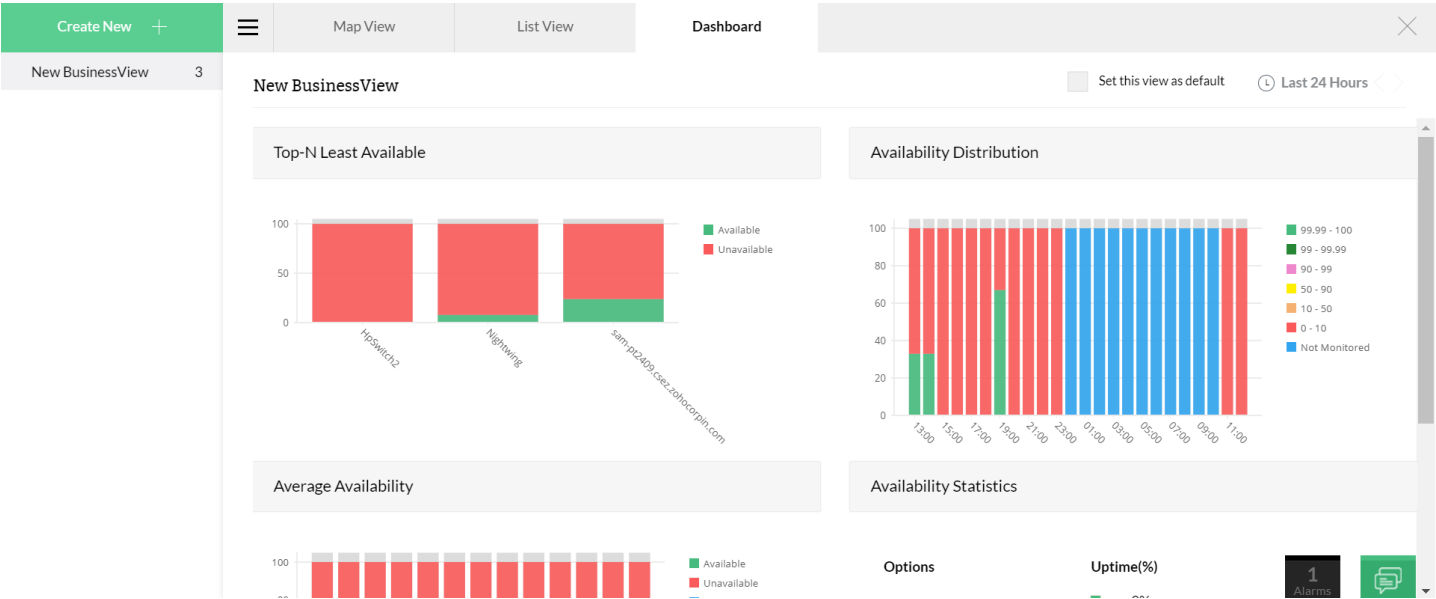 Create New
Map View
List View
Dashboard
New BusinessView 3
New BusinessView
Set this view as default
Last 24 Hours
Top-N Least Available
100
50
0
HpSwitch2
Nightwing
sam-pt2409.csez.zohocorpin.com
Available
Unavailable
Availability Distribution
100
80
60
40
20
0
13:00
15:00
17:00
19:00
21:00
23:00
01:00
03:00
05:00
07:00
09:00
11:00
99.99 - 100
99 - 99.99
90 - 99
50 - 90
10 - 50
0 - 10
Not Monitored
Average Availability
100
Available
Unavailable
Availability Statistics
Options
Uptime(%)
1
Alarms